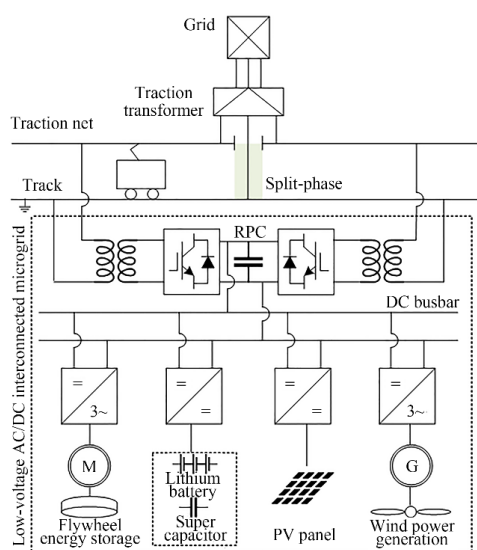 Grid
Traction
transformer
Traction net
Track
Split-phase
RPC
DC busbar
Low-voltage AC/DC interconnected microgrid
=
3~
=
=
=
=
=
3~
M
Lithium
battery
Super
capacitor
G
Flywheel
energy storage
PV panel
Wind power
generation